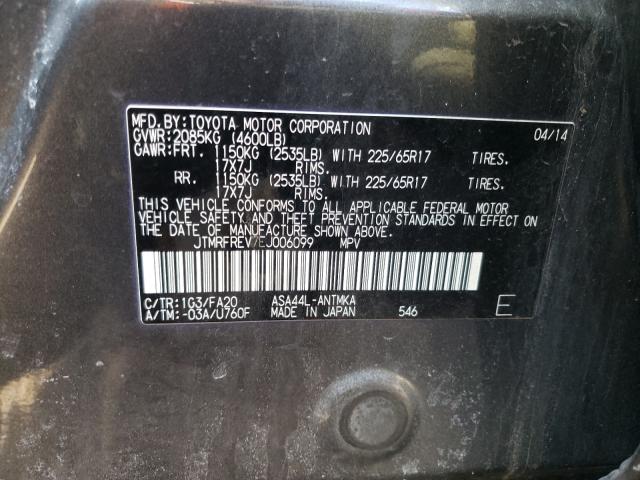 MFD.BY:TOYOTA MOTOR CORPORATION 04/14
GVWR:2085KG (4600LB)
GAWR:FRT. 1150KG (2535LB) WITH 225/65R17 TIRES.
17X7J RIMS.
RR. 1150KG (2535LB) WITH 225/65R17 TIRES.
17X7J RIMS.
THIS VEHICLE CONFORMS TO ALL APPLICABLE FEDERAL MOTOR
VEHICLE SAFETY AND THEFT PREVENTION STANDARDS IN EFFECT ON
THE DATE OF MANUFACTURE SHOWN ABOVE.
JTMRFREV7EJ006099 MPV
C/TR:1G3/FA20 ASA44L-ANTMKA
A/TM:-03A/U760F MADE IN JAPAN 546 E